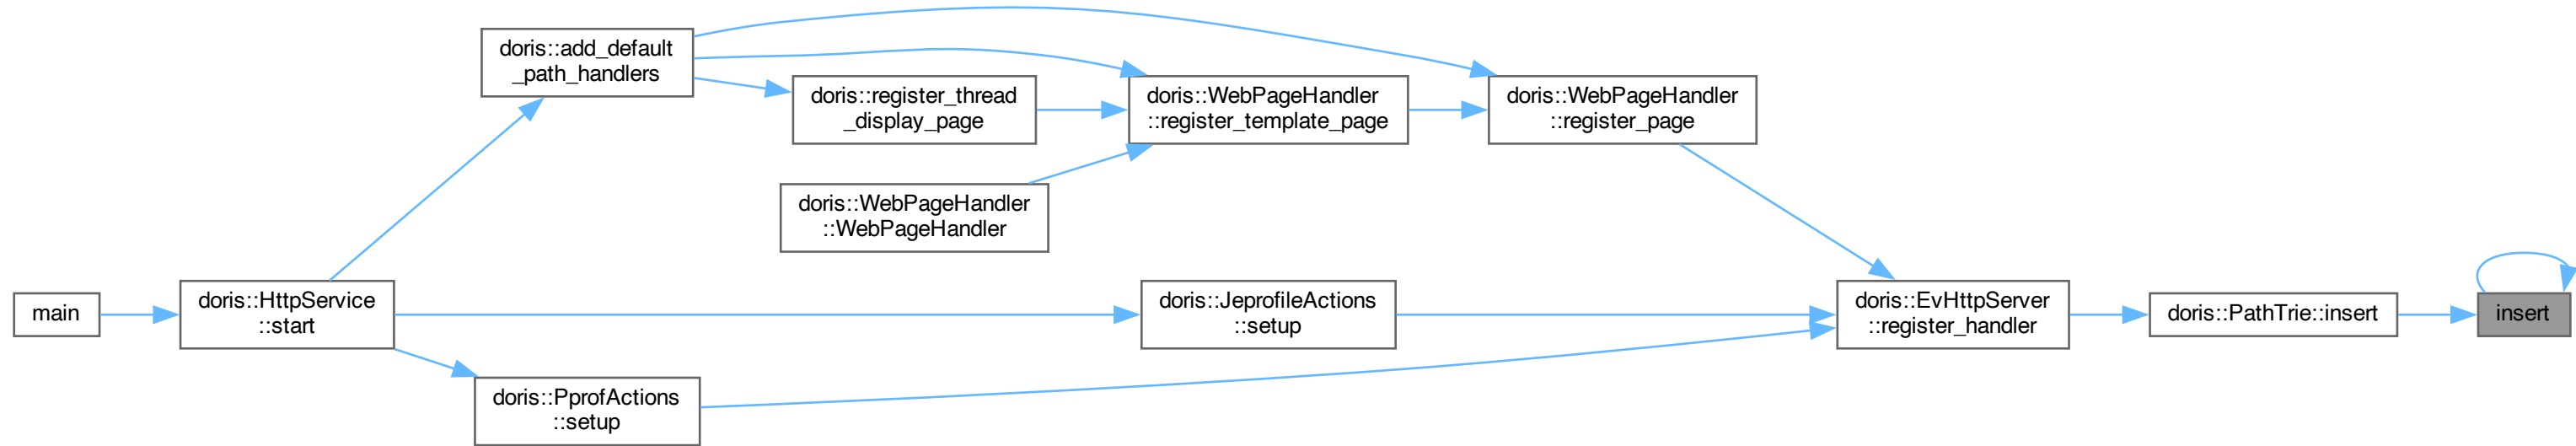 main
doris::HttpService
::start
doris::add_default
_path_handlers
doris::register_thread
_display_page
doris::WebPageHandler
::register_template_page
doris::WebPageHandler
::register_page
doris::WebPageHandler
::WebPageHandler
doris::JeprofileActions
::setup
doris::PprofActions
::setup
doris::EvHttpServer
::register_handler
doris::PathTrie::insert
insert